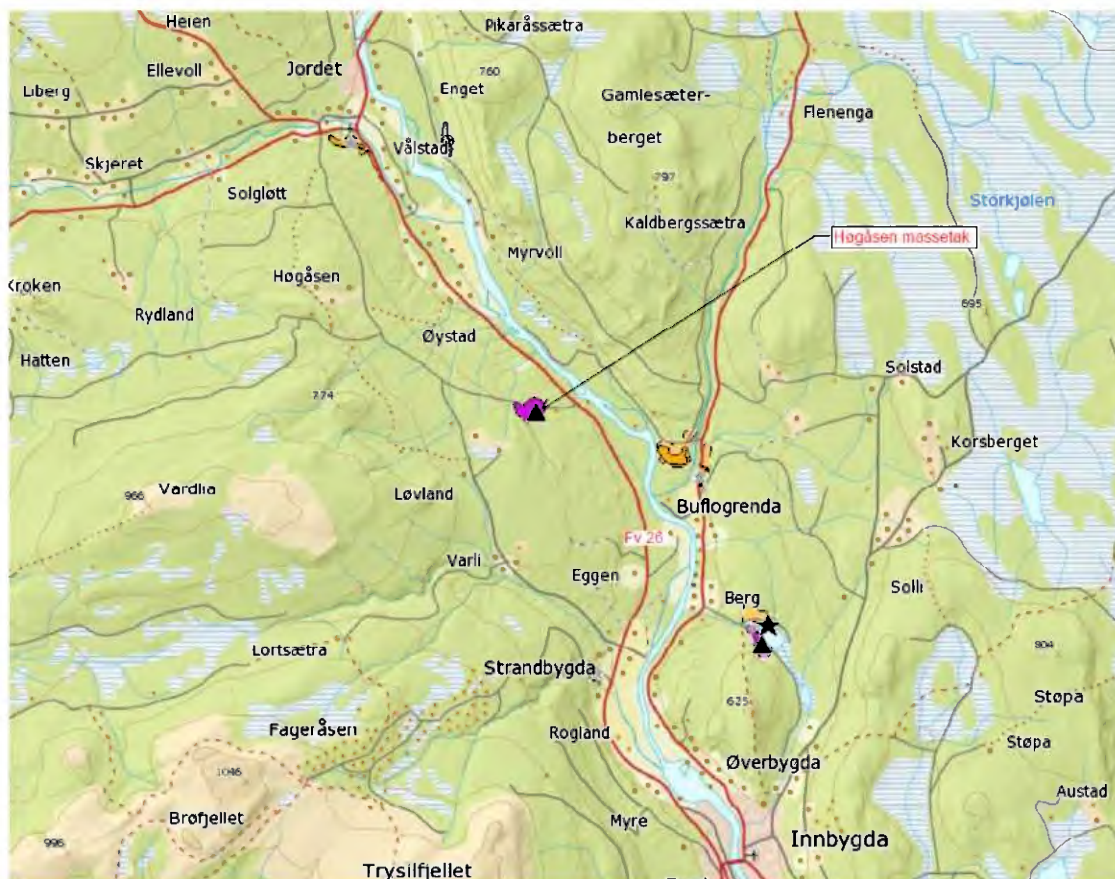 Heien
Pikaråssætra
Ellevoll
Jordet
760
Enget
Liberg
Gamlesæter-
berget
Flenenga
Vålstad
Skjeret
Solgløtt
797
Størkjølen
Kaldbergssætra
Høgåsen massetak
Myrvoll
Høgåsen
Kroken
Rydland
695
Øystad
Hatten
Solstad
774
Korsberget
Vardlia
966
Løvland
Buflogrenda
Fv 26
Varli
Eggen
Berg
Solli
Lortsætra
804
Strandbygda
Støpa
625
Fageråsen
Rogland
Støpa
Øverbygda
1046
Austad
Brøfjellet
Myre
996
Innbygda
Trysilfjellet